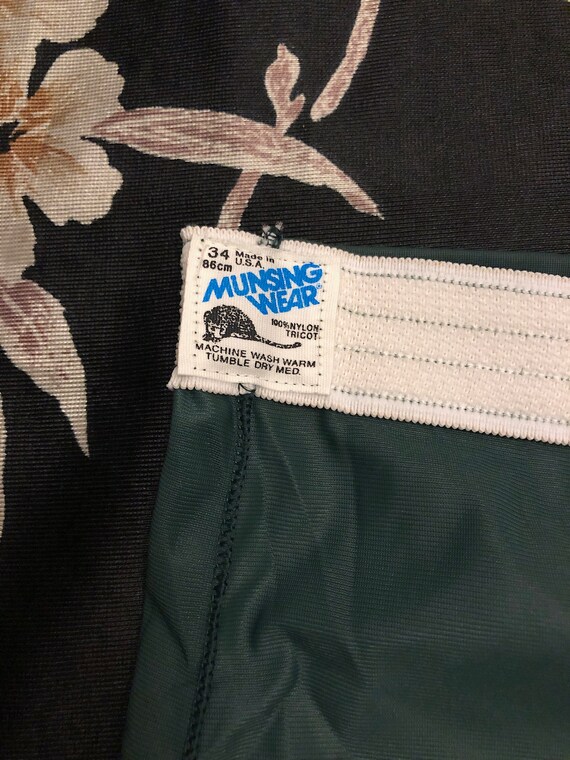 34 Made in
86cm U.S.A.
MUNSING
WEAR®
100% NYLON
TRICOT
MACHINE WASH WARM
TUMBLE DRY MED.